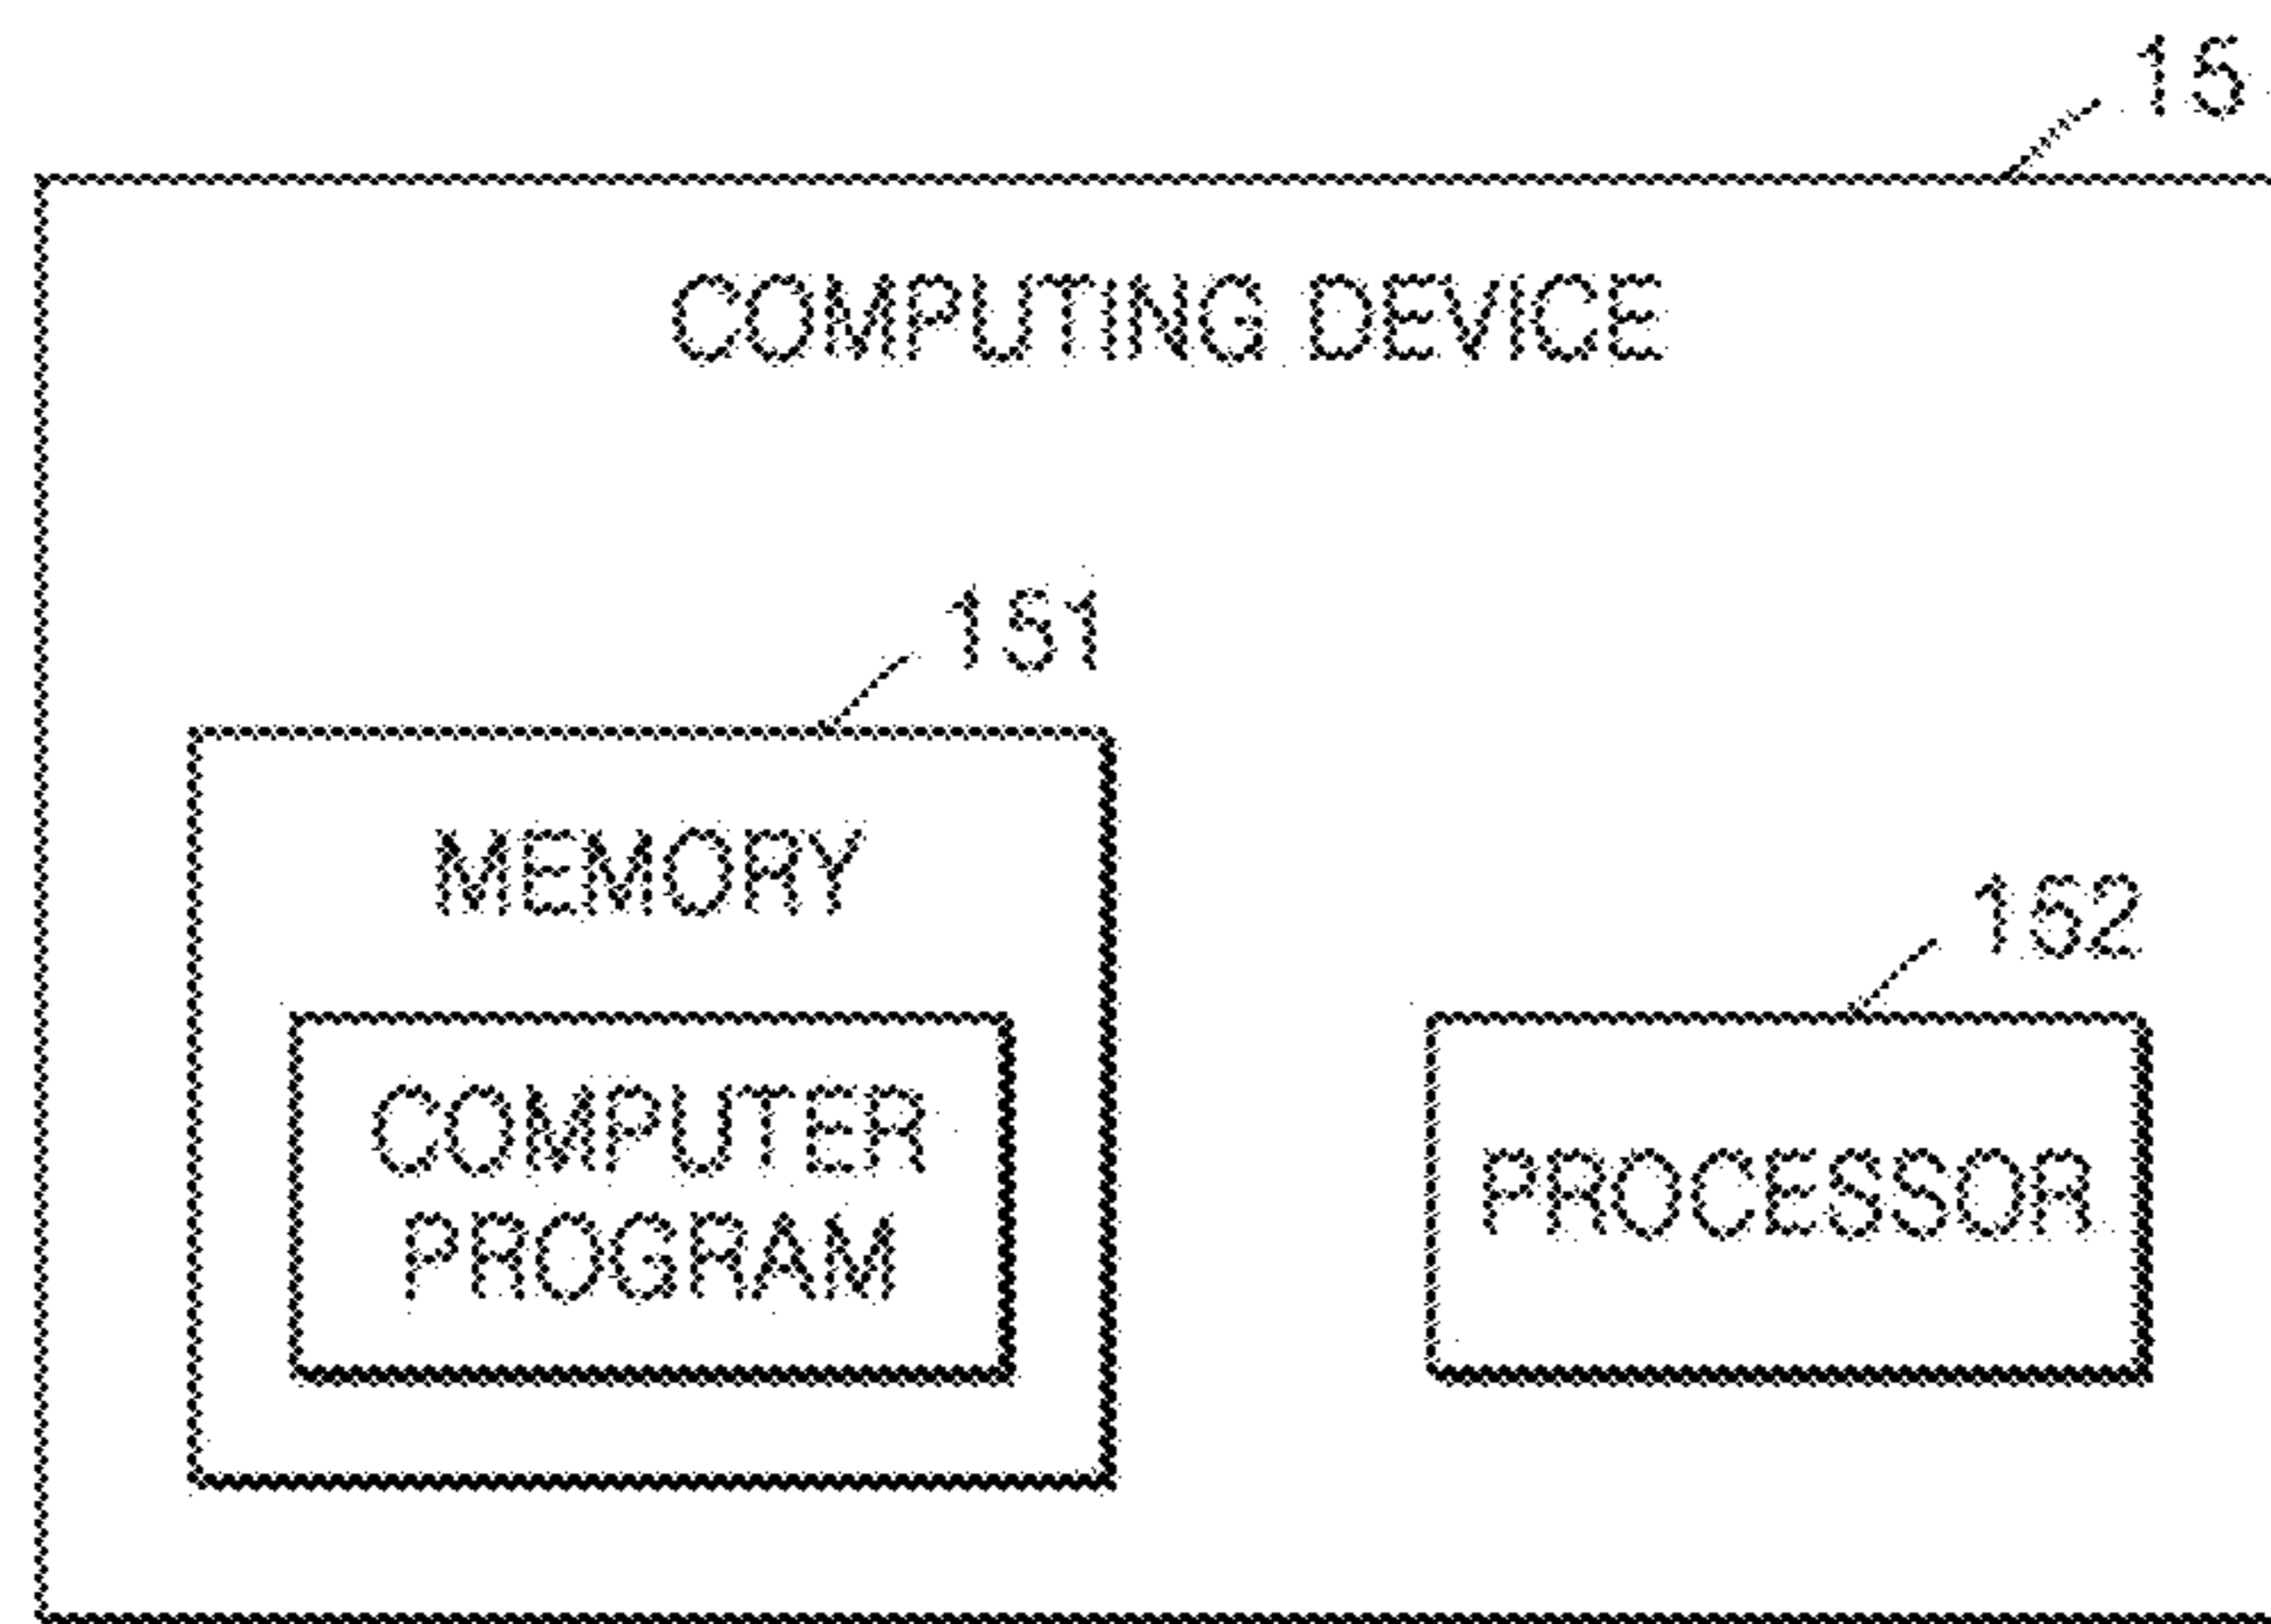 15
COMPUTING DEVICE
151
MEMORY
152
COMPUTER
PROGRAM
PROCESSOR